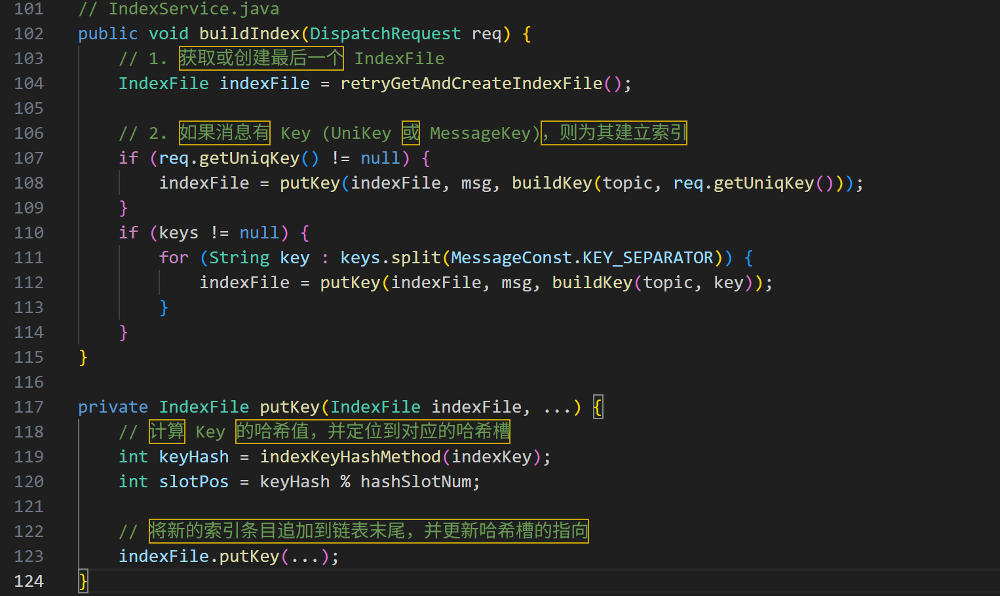 101 // IndexService.java
102 public void buildIndex(DispatchRequest req) {
103 // 1. 获取或创建最后一个 IndexFile
104 IndexFile indexFile = retryGetAndCreateIndexFile();
105
106 // 2. 如果消息有 Key (UniKey 或 MessageKey)，则为其建立索引
107 if (req.getUniqKey() != null) {
108 indexFile = putKey(indexFile, msg, buildKey(topic, req.getUniqKey()));
109 }
110 if (keys != null) {
111 for (String key : keys.split(MessageConst.KEY_SEPARATOR)) {
112 indexFile = putKey(indexFile, msg, buildKey(topic, key));
113 }
114 }
115 }
116
117 private IndexFile putKey(IndexFile indexFile, ...) {
118 // 计算 Key 的哈希值，并定位到对应的哈希槽
119 int keyHash = indexKeyHashMethod(indexKey);
120 int slotPos = keyHash % hashSlotNum;
121
122 // 将新的索引条目追加到链表末尾，并更新哈希槽的指向
123 indexFile.putKey(...);
124 }